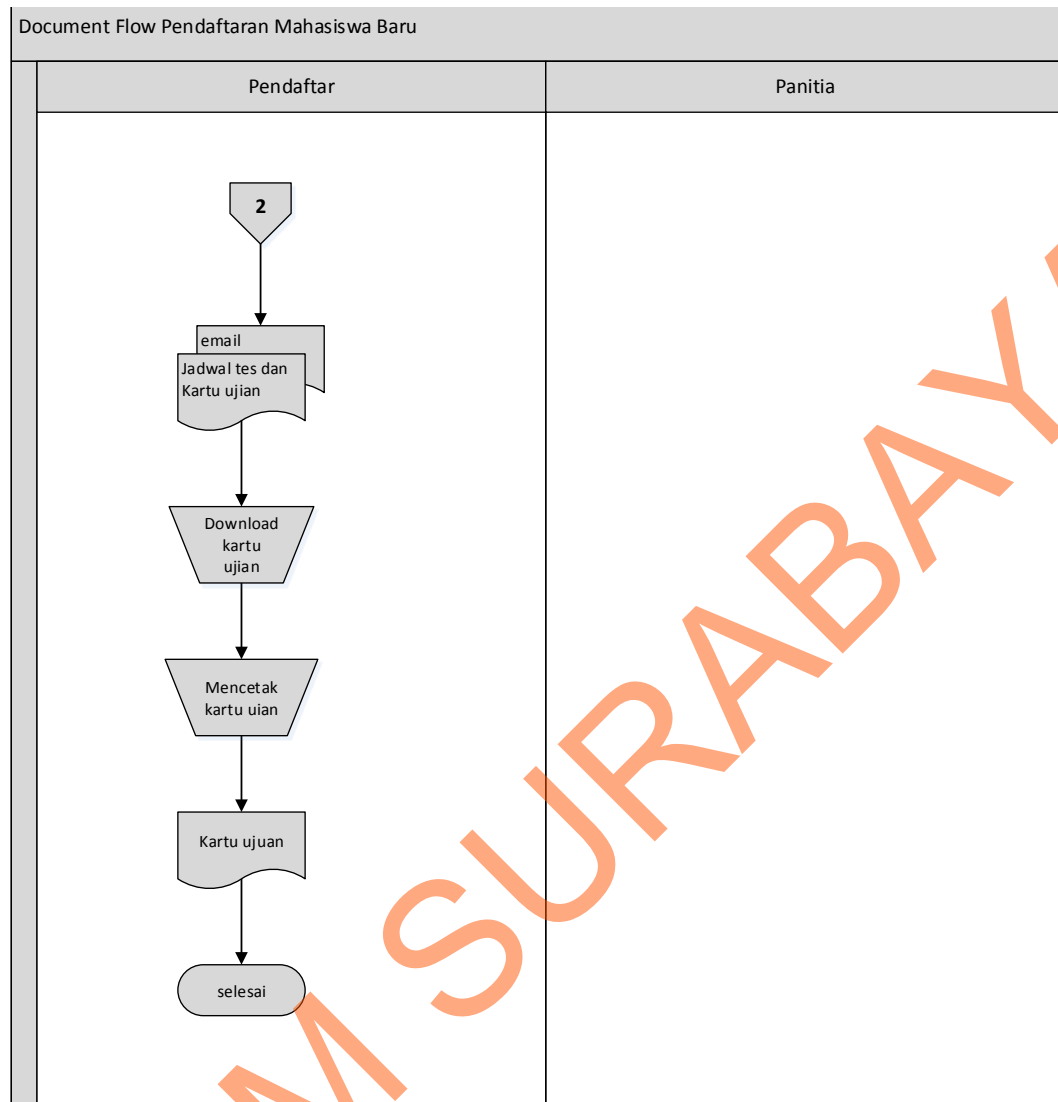 Document Flow Pendaftaran Mahasiswa Baru
Pendaftar
Panitia
2
email
Jadwal tes dan
Kartu ujian
Download
kartu
ujian
Mencetak
kartu uian
Kartu ujuan
selesai
M SURABAYA